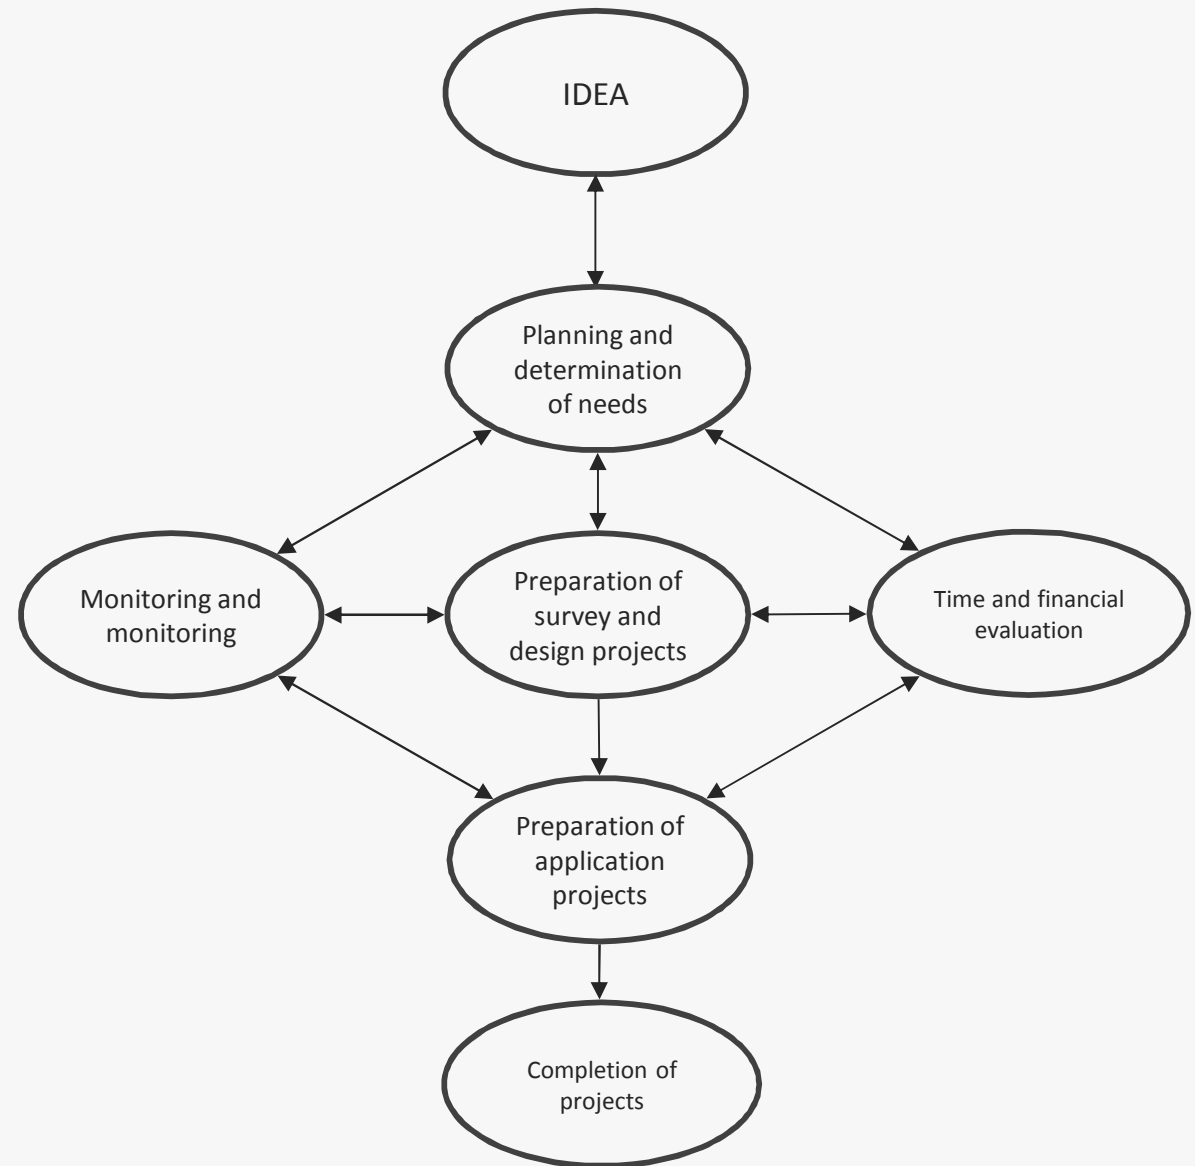 IDEA
Planning and
determination
of needs
Monitoring and
monitoring
Preparation of
survey and
design projects
Time and financial
evaluation
Preparation of
application
projects
Completion of
projects